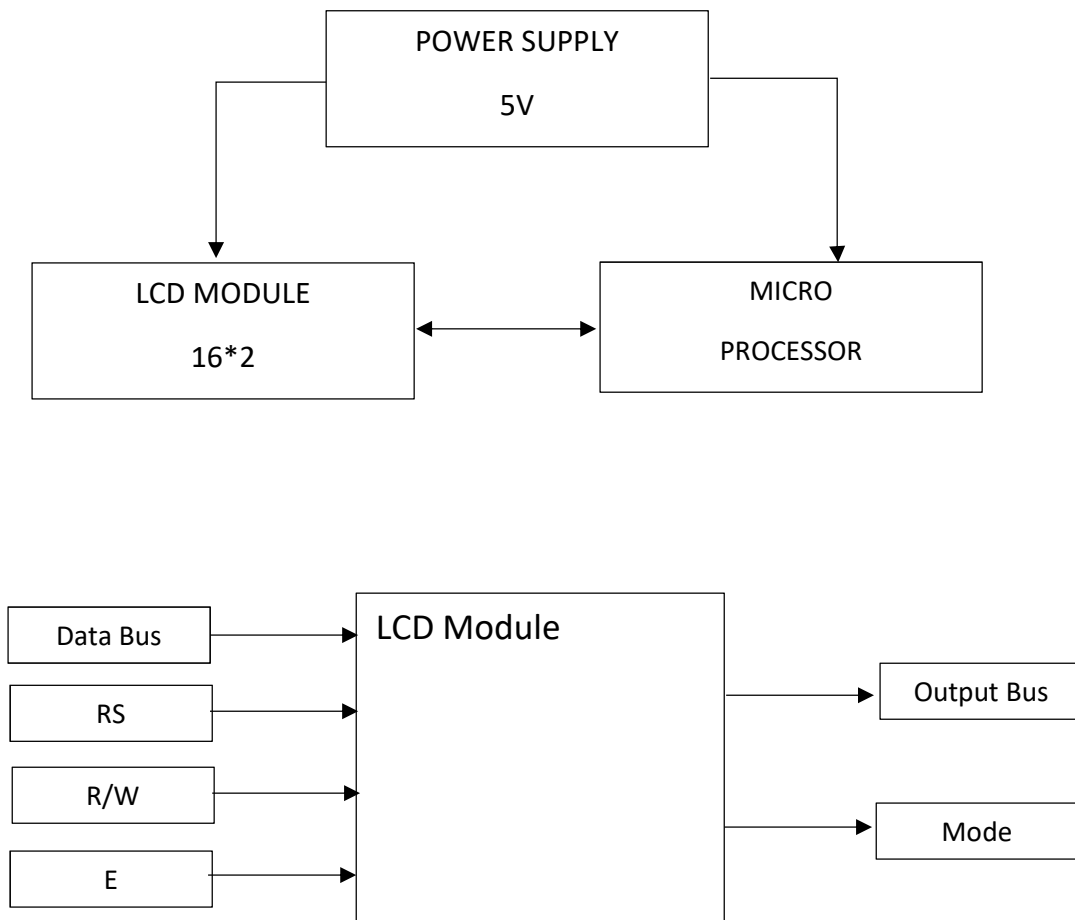 POWER SUPPLY
5V
LCD MODULE
16*2
MICRO
PROCESSOR
LCD Module
Data Bus
RS
R/W
E
Output Bus
Mode